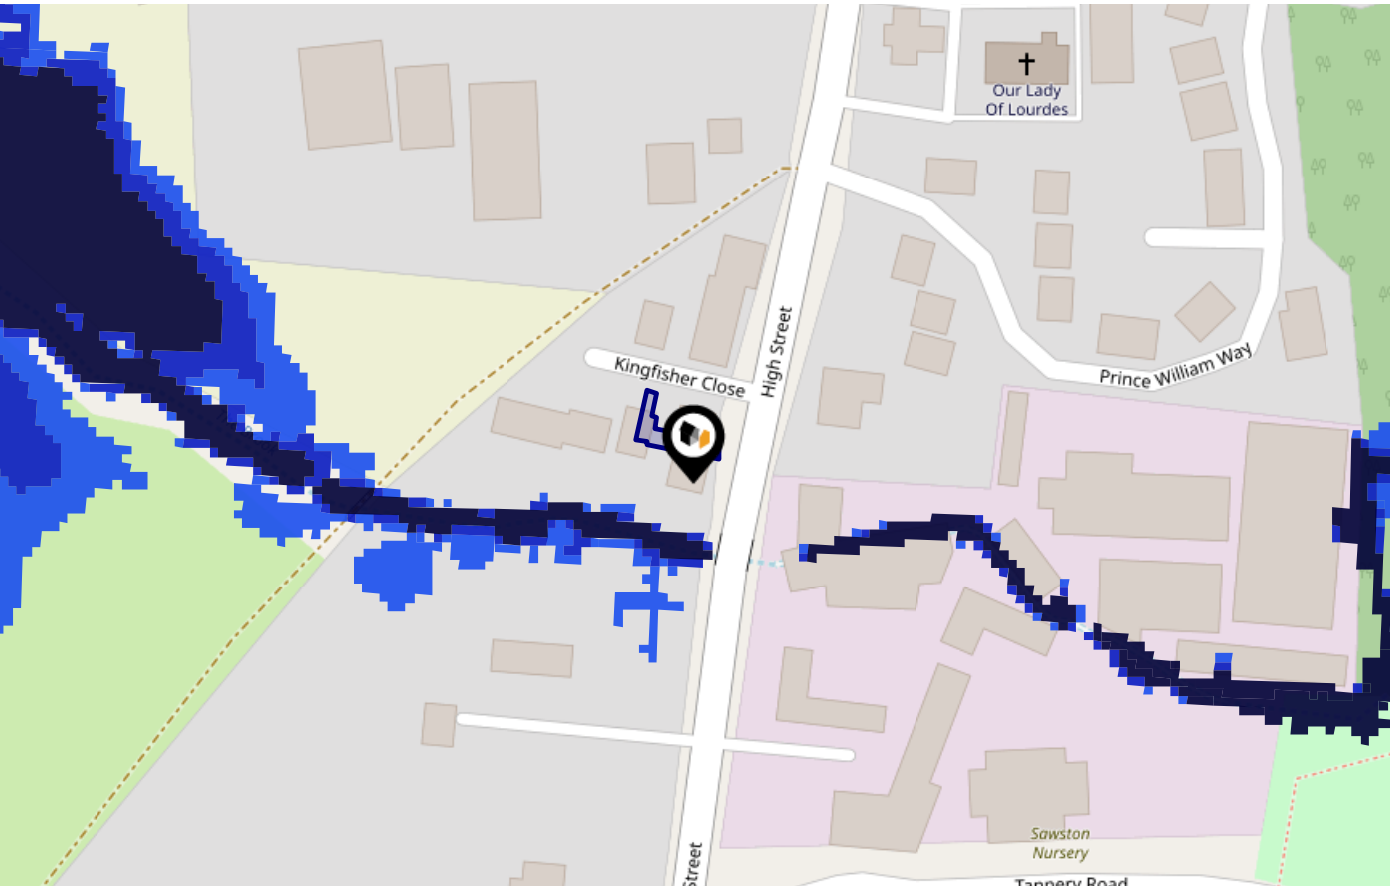 Our Lady
Of Lourdes
High Street
Kingfisher Close
Prince William Way
Sawston
Nursery
Street
Tannery Road